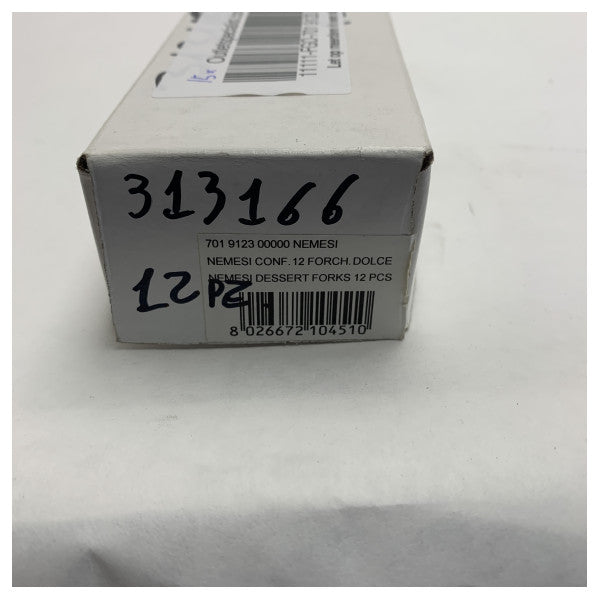 15x
313166
701 9123 00000 NEMESI
NEMESI CONF. 12 FORCH. DOLCE
NEMESI DESSERT FORKS 12 PCS
12 pz.
8 026672 104510